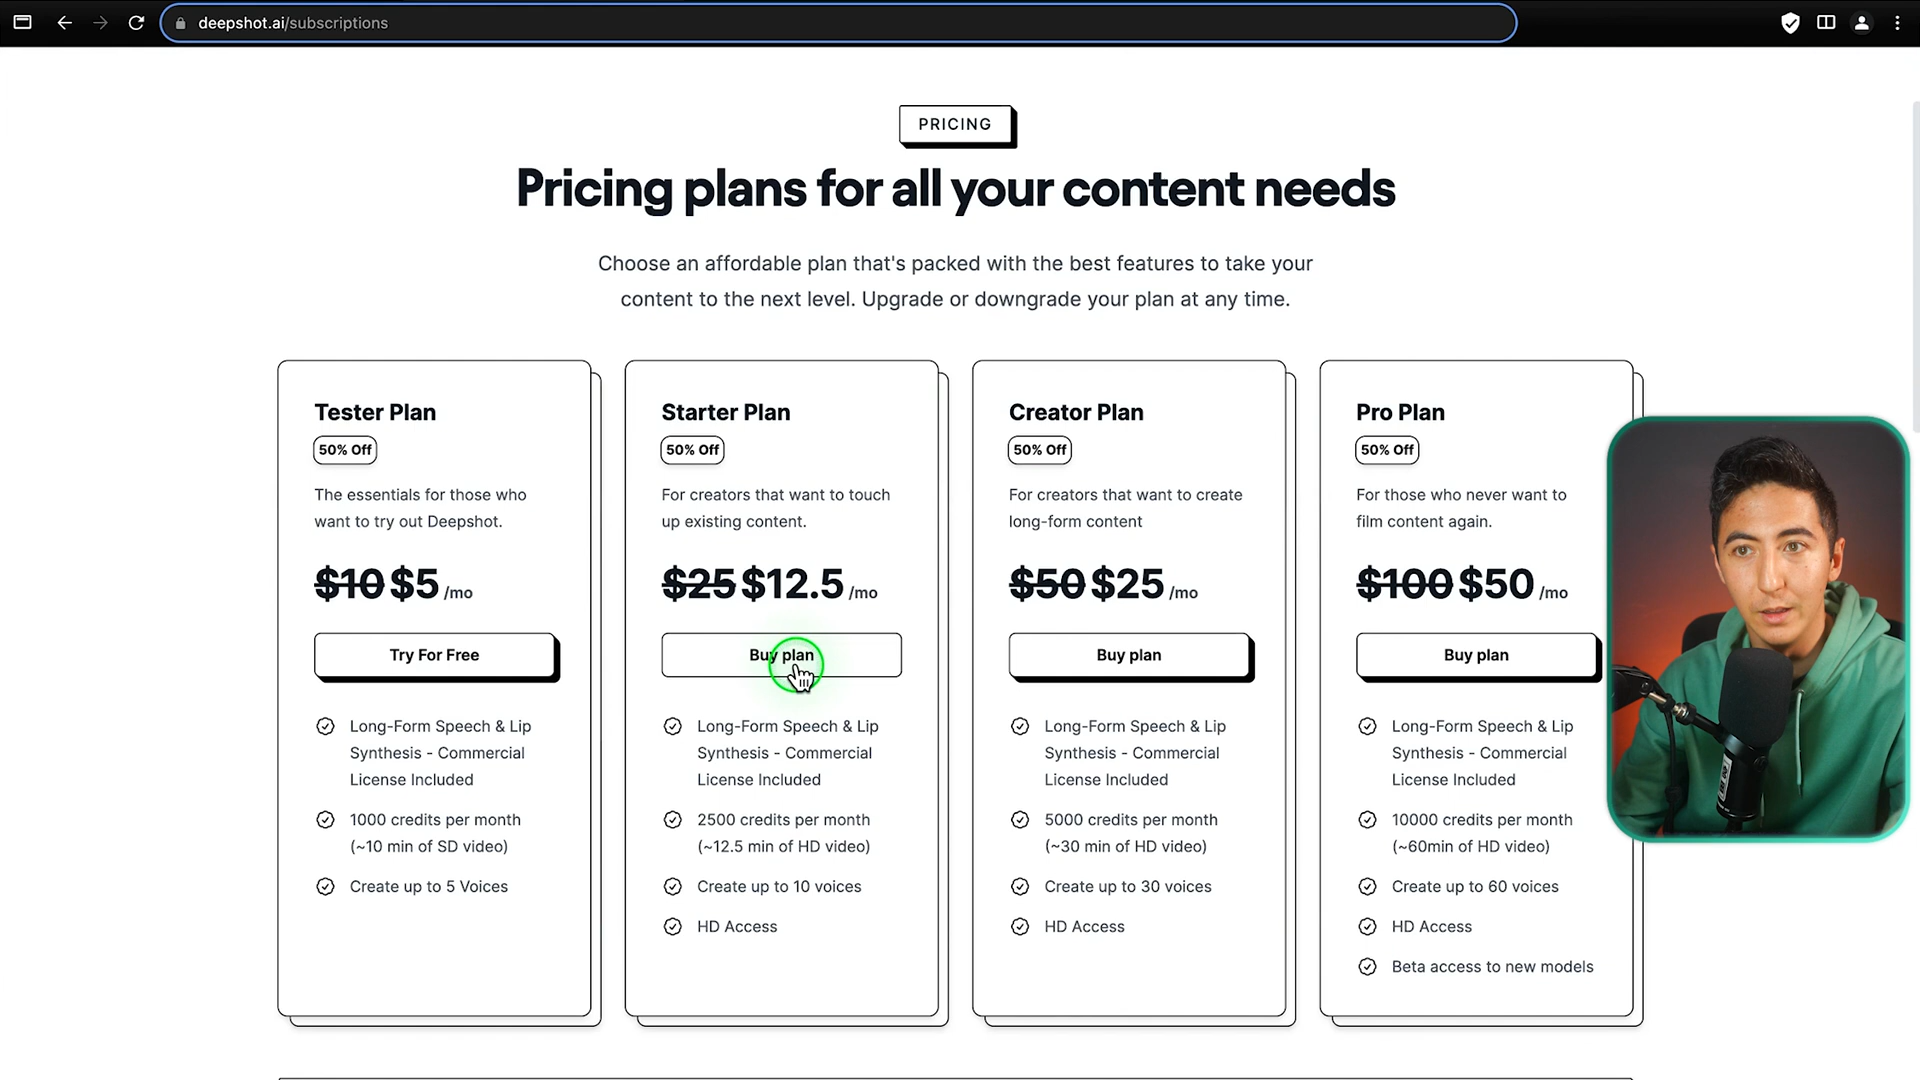 deepshot.ai/subscriptions
PRICING
Pricing plans for all your content needs
Choose an affordable plan that's packed with the best features to take your
content to the next level. Upgrade or downgrade your plan at any time.
Tester Plan
50% Off
The essentials for those who
want to try out Deepshot.
$10 $5 /mo
Try For Free
Long-Form Speech & Lip
Synthesis - Commercial
License Included
1000 credits per month
(~10 min of SD video)
Create up to 5 Voices
Starter Plan
50% Off
For creators that want to touch
up existing content.
$25 $12.5 /mo
Buy plan
Long-Form Speech & Lip
Synthesis - Commercial
License Included
2500 credits per month
(~12.5 min of HD video)
Create up to 10 voices
HD Access
Creator Plan
50% Off
For creators that want to create
long-form content
$50 $25 /mo
Buy plan
Long-Form Speech & Lip
Synthesis - Commercial
License Included
5000 credits per month
(~30 min of HD video)
Create up to 30 voices
HD Access
Pro Plan
50% Off
For those who never want to
film content again.
$100 $50 /mo
Buy plan
Long-Form Speech & Lip
Synthesis - Commercial
License Included
10000 credits per month
(~60min of HD video)
Create up to 60 voices
HD Access
Beta access to new models